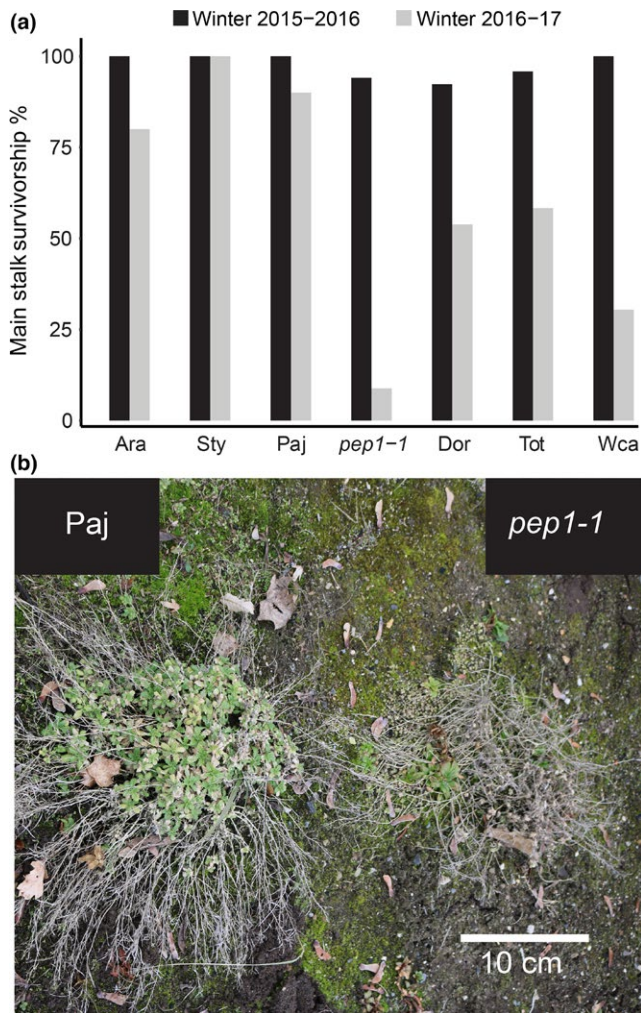 (a)
Winter 2015−2016 Winter 2016−17
Main stalk survivorship %
100
75
50
25
0
Ara Sty Paj pep1−1 Dor Tot Wca
(b)
Paj pep1-1
10 cm